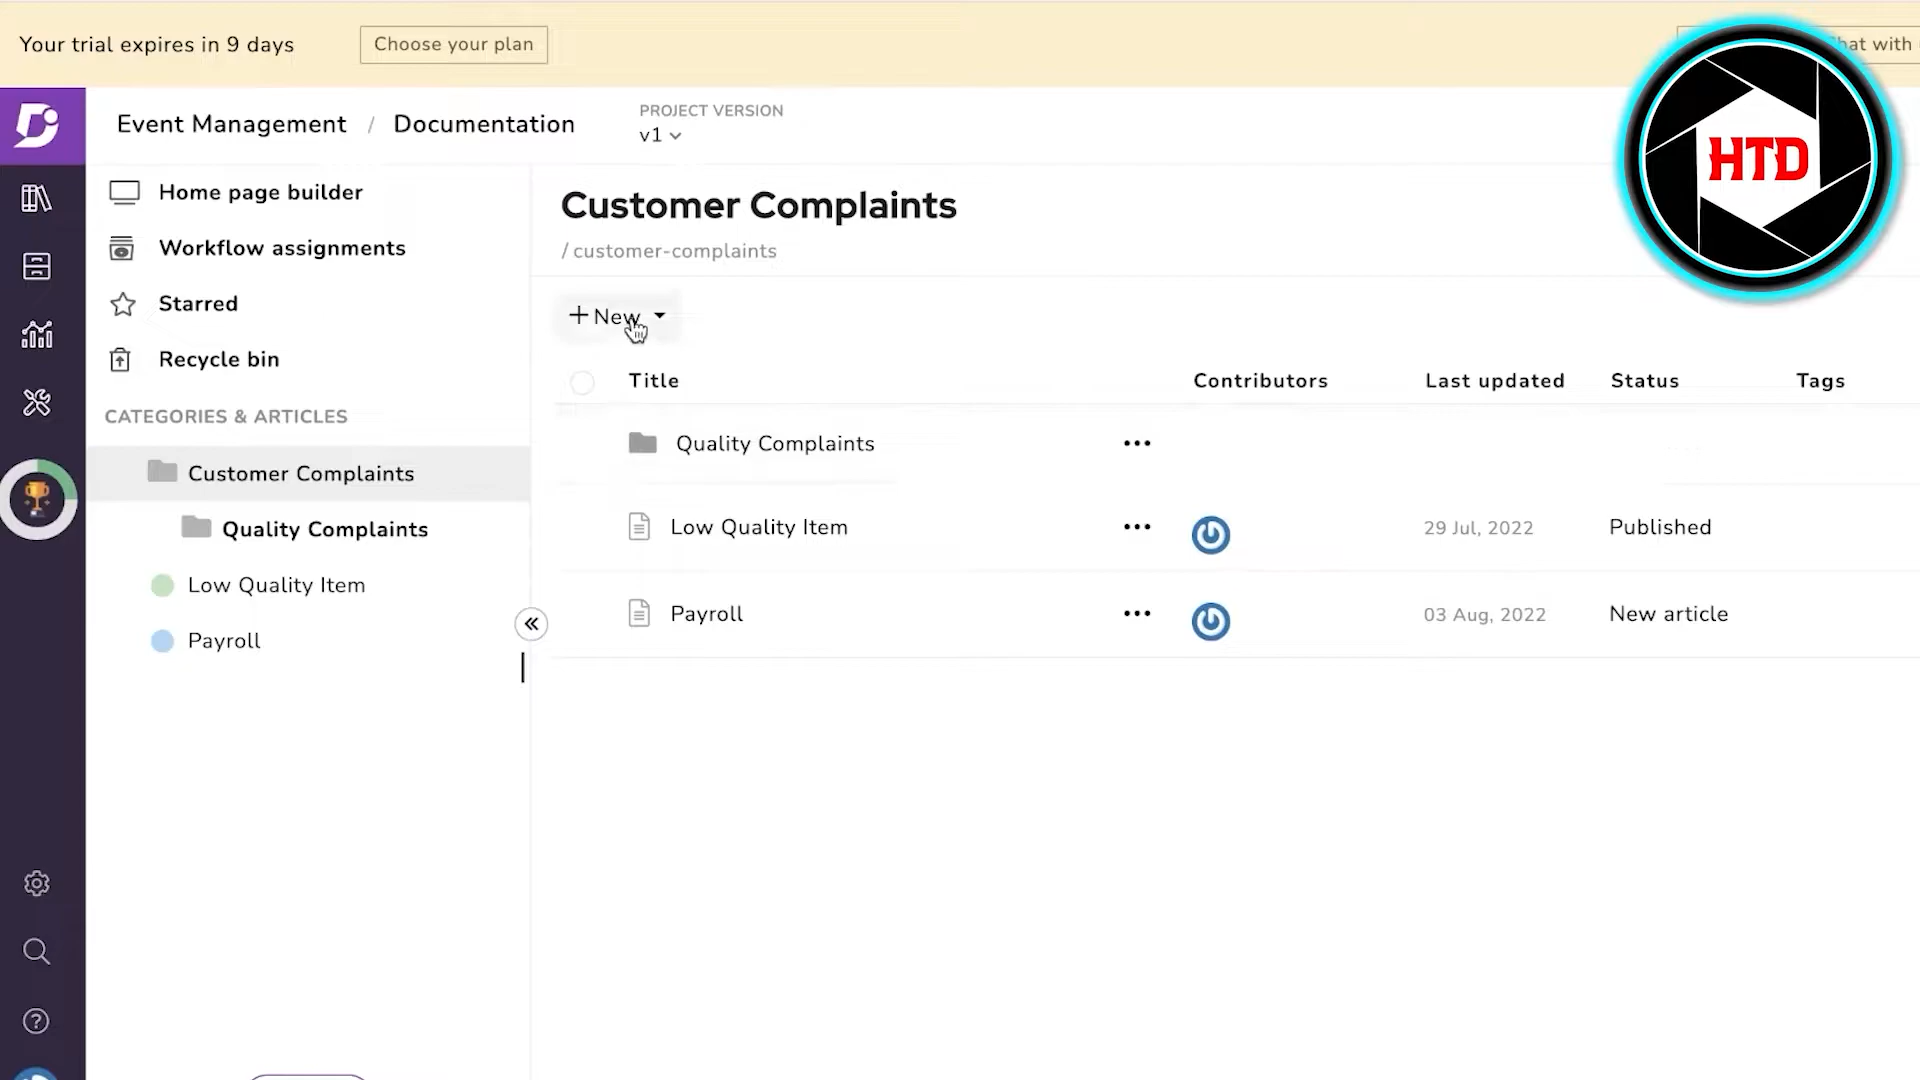 Your trial expires in 9 days
Choose your plan
hat with
HTD
Event Management / Documentation
PROJECT VERSION
v1
Home page builder
Workflow assignments
Starred
Recycle bin
CATEGORIES & ARTICLES
Customer Complaints
Quality Complaints
Low Quality Item
Payroll
Customer Complaints
/ customer-complaints
+ New
Title Contributors Last updated Status Tags
Quality Complaints •••
Low Quality Item ••• 29 Jul, 2022 Published
Payroll ••• 03 Aug, 2022 New article